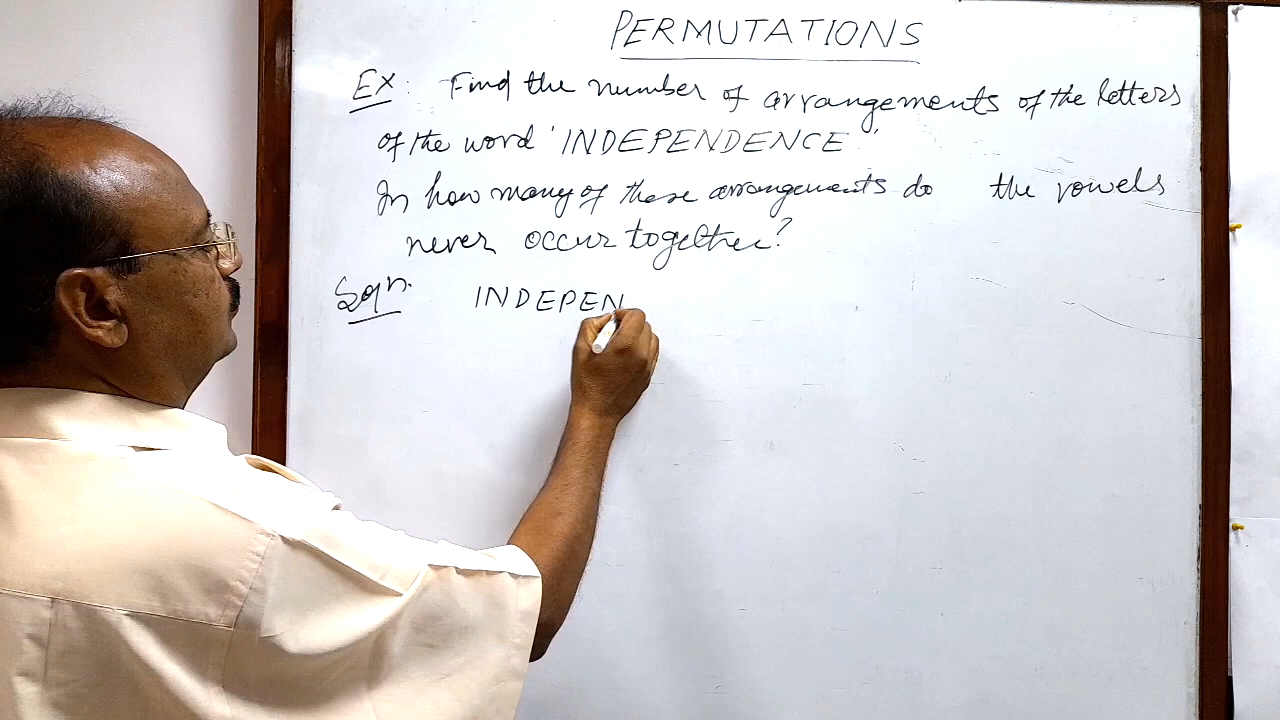 PERMUTATIONS
Ex: Find the number of arrangements of the letters
of the word 'INDEPENDENCE'.
In how many of these arrangements do the vowels
never occur together?
Solⁿ. INDEPEN